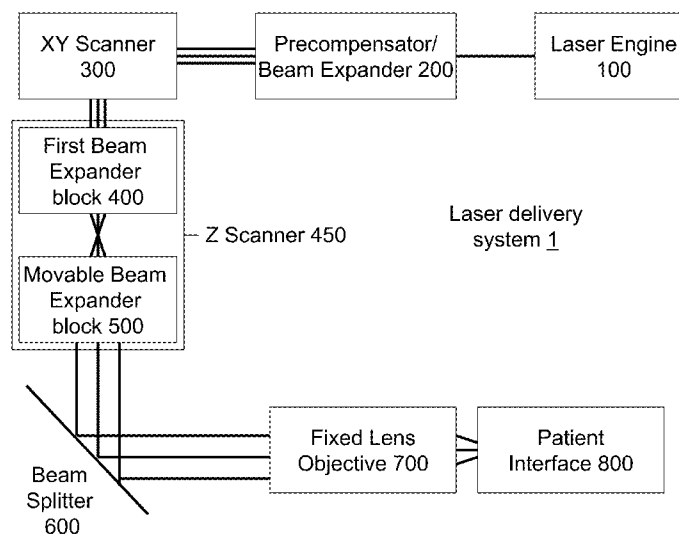 XY Scanner
300
Precompensator/
Beam Expander 200
Laser Engine
100
First Beam
Expander
block 400
Z Scanner 450
Laser delivery
system 1
Movable Beam
Expander
block 500
Fixed Lens
Objective 700
Patient
Interface 800
Beam
Splitter
600